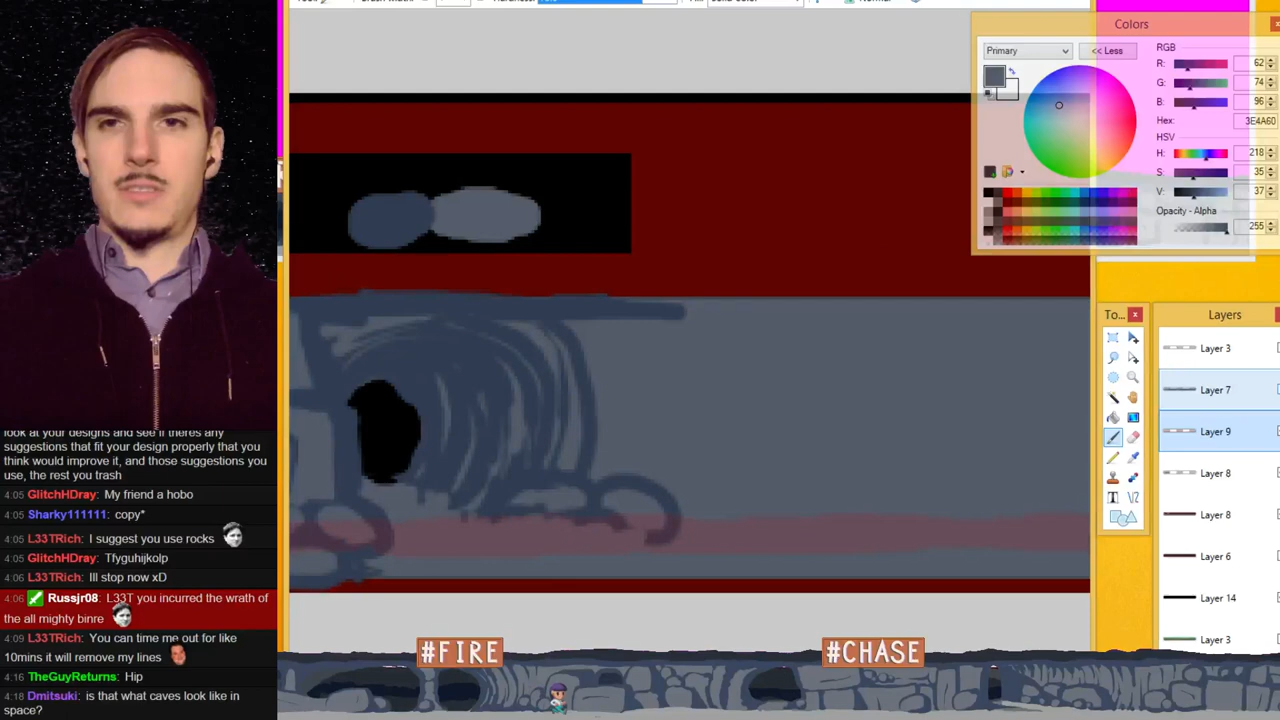 Hardness:
Normal
Colors
Primary
<< Less
RGB
R: 62
G: 74
B: 96
Hex: 3E4A60
HSV
H: 218
S: 35
V: 37
Opacity - Alpha
255
To...
Layers
Layer 3
Layer 7
Layer 9
Layer 8
Layer 8
Layer 6
Layer 14
Layer 3
look at your designs and see if theres any
suggestions that fit your design properly that you
think would improve it, and those suggestions you
use, the rest you trash
4:05 GlitchHDray: My friend a hobo
4:05 Sharky111111: copy*
4:05 L33TRich: I suggest you use rocks
4:05 GlitchHDray: Tfyguhijkolp
4:06 L33TRich: Ill stop now xD
4:06 Russjr08: L33T you incurred the wrath of
the all mighty binre
4:09 L33TRich: You can time me out for like
10mins it will remove my lines
4:16 TheGuyReturns: Hip
4:18 Dmitsuki: is that what caves look like in
space?
#FIRE
#CHASE